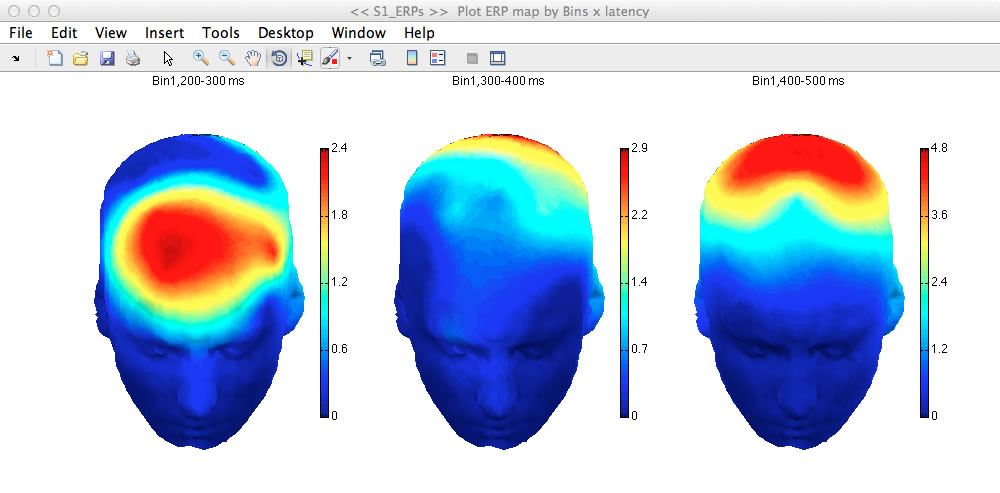 << S1_ERPs >> Plot ERP map by Bins x latency
File Edit View Insert Tools Desktop Window Help
Bin1,200-300 ms Bin1,300-400 ms Bin1,400-500 ms
2.4 2.9 4.8
1.8 2.2 3.6
1.2 1.4 2.4
0.6 0.7 1.2
0 0 0